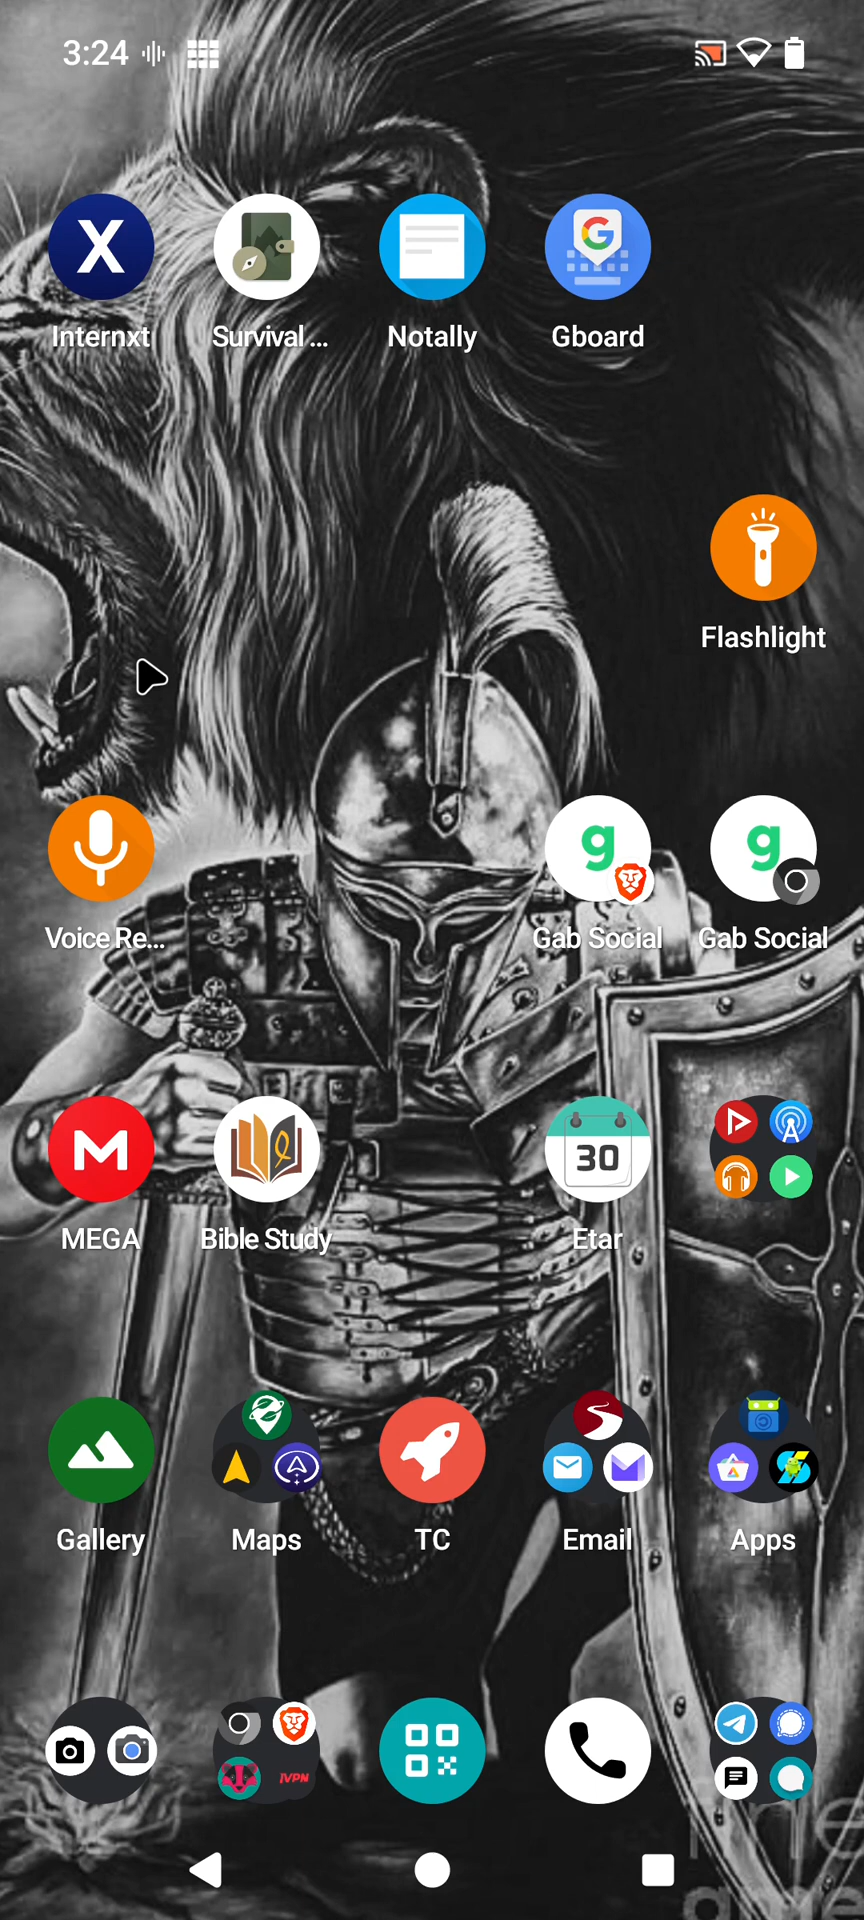 3:24
X
Internxt
Survival ...
Notally
G
Gboard
Flashlight
Voice Re...
g
Gab Social
g
Gab Social
M
MEGA
Bible Study
30
Etar
Gallery
Maps
TC
Email
Apps
IVPN